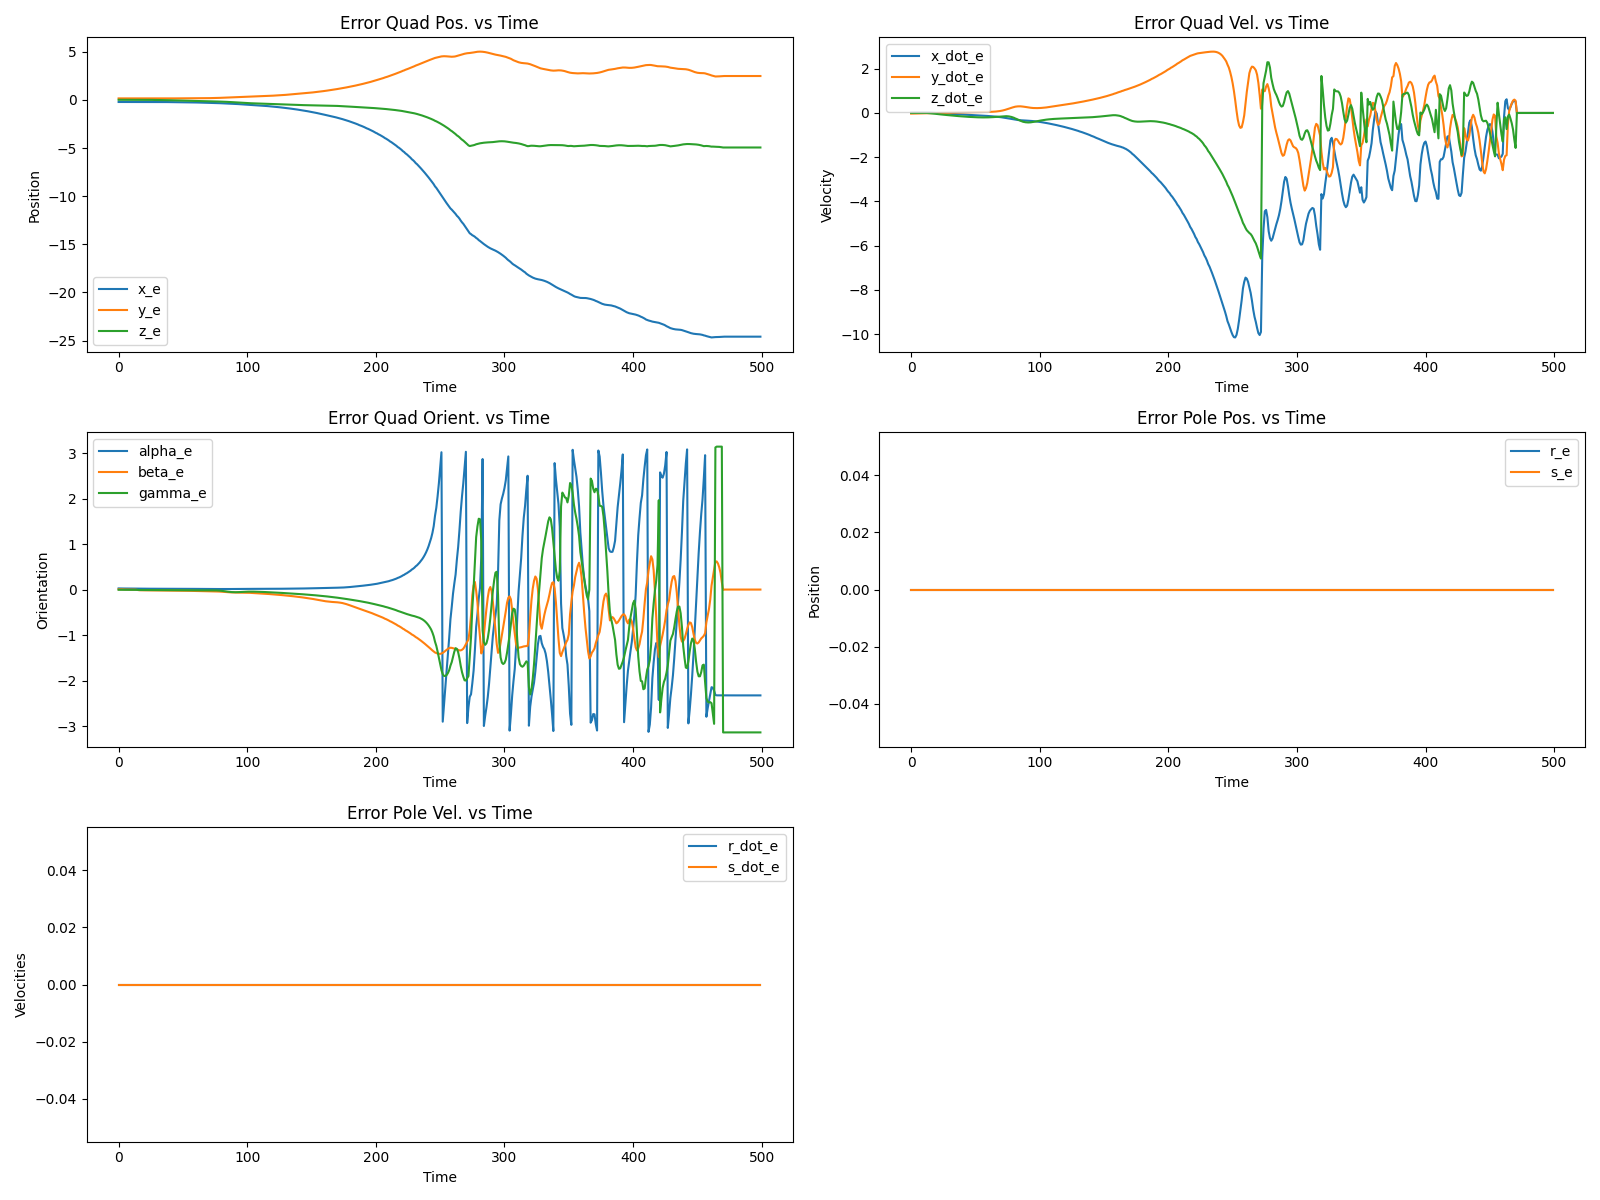 Error Quad Pos. vs Time
Position
5
0
−5
−10
−15
−20
−25
x_e
y_e
z_e
0 100 200 300 400 500
Time
Error Quad Vel. vs Time
Velocity
2
0
−2
−4
−6
−8
−10
x_dot_e
y_dot_e
z_dot_e
0 100 200 300 400 500
Time
Error Quad Orient. vs Time
Orientation
3
2
1
0
−1
−2
−3
alpha_e
beta_e
gamma_e
0 100 200 300 400 500
Time
Error Pole Pos. vs Time
Position
0.04
0.02
0.00
−0.02
−0.04
r_e
s_e
0 100 200 300 400 500
Time
Error Pole Vel. vs Time
Velocities
0.04
0.02
0.00
−0.02
−0.04
r_dot_e
s_dot_e
0 100 200 300 400 500
Time